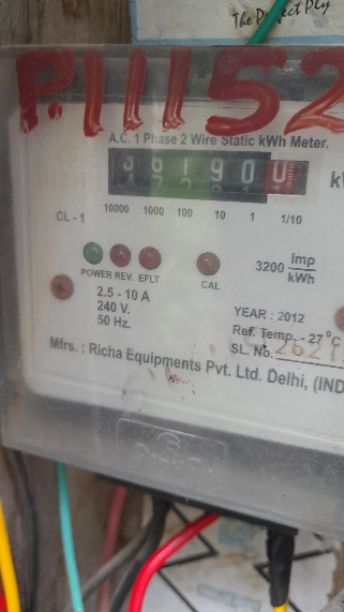 The Perfect Ply
P.111152
A.C. 1 Phase 2 Wire Static kWh Meter.
361900
CL - 1 10000 1000 100 10 1 1/10
POWER REV. EFLT CAL
3200 imp/kWh
2.5 - 10 A
240 V.
50 Hz.
YEAR : 2012
Ref. Temp. - 27°C
SL. No.
Mfrs. : Richa Equipments Pvt. Ltd. Delhi,